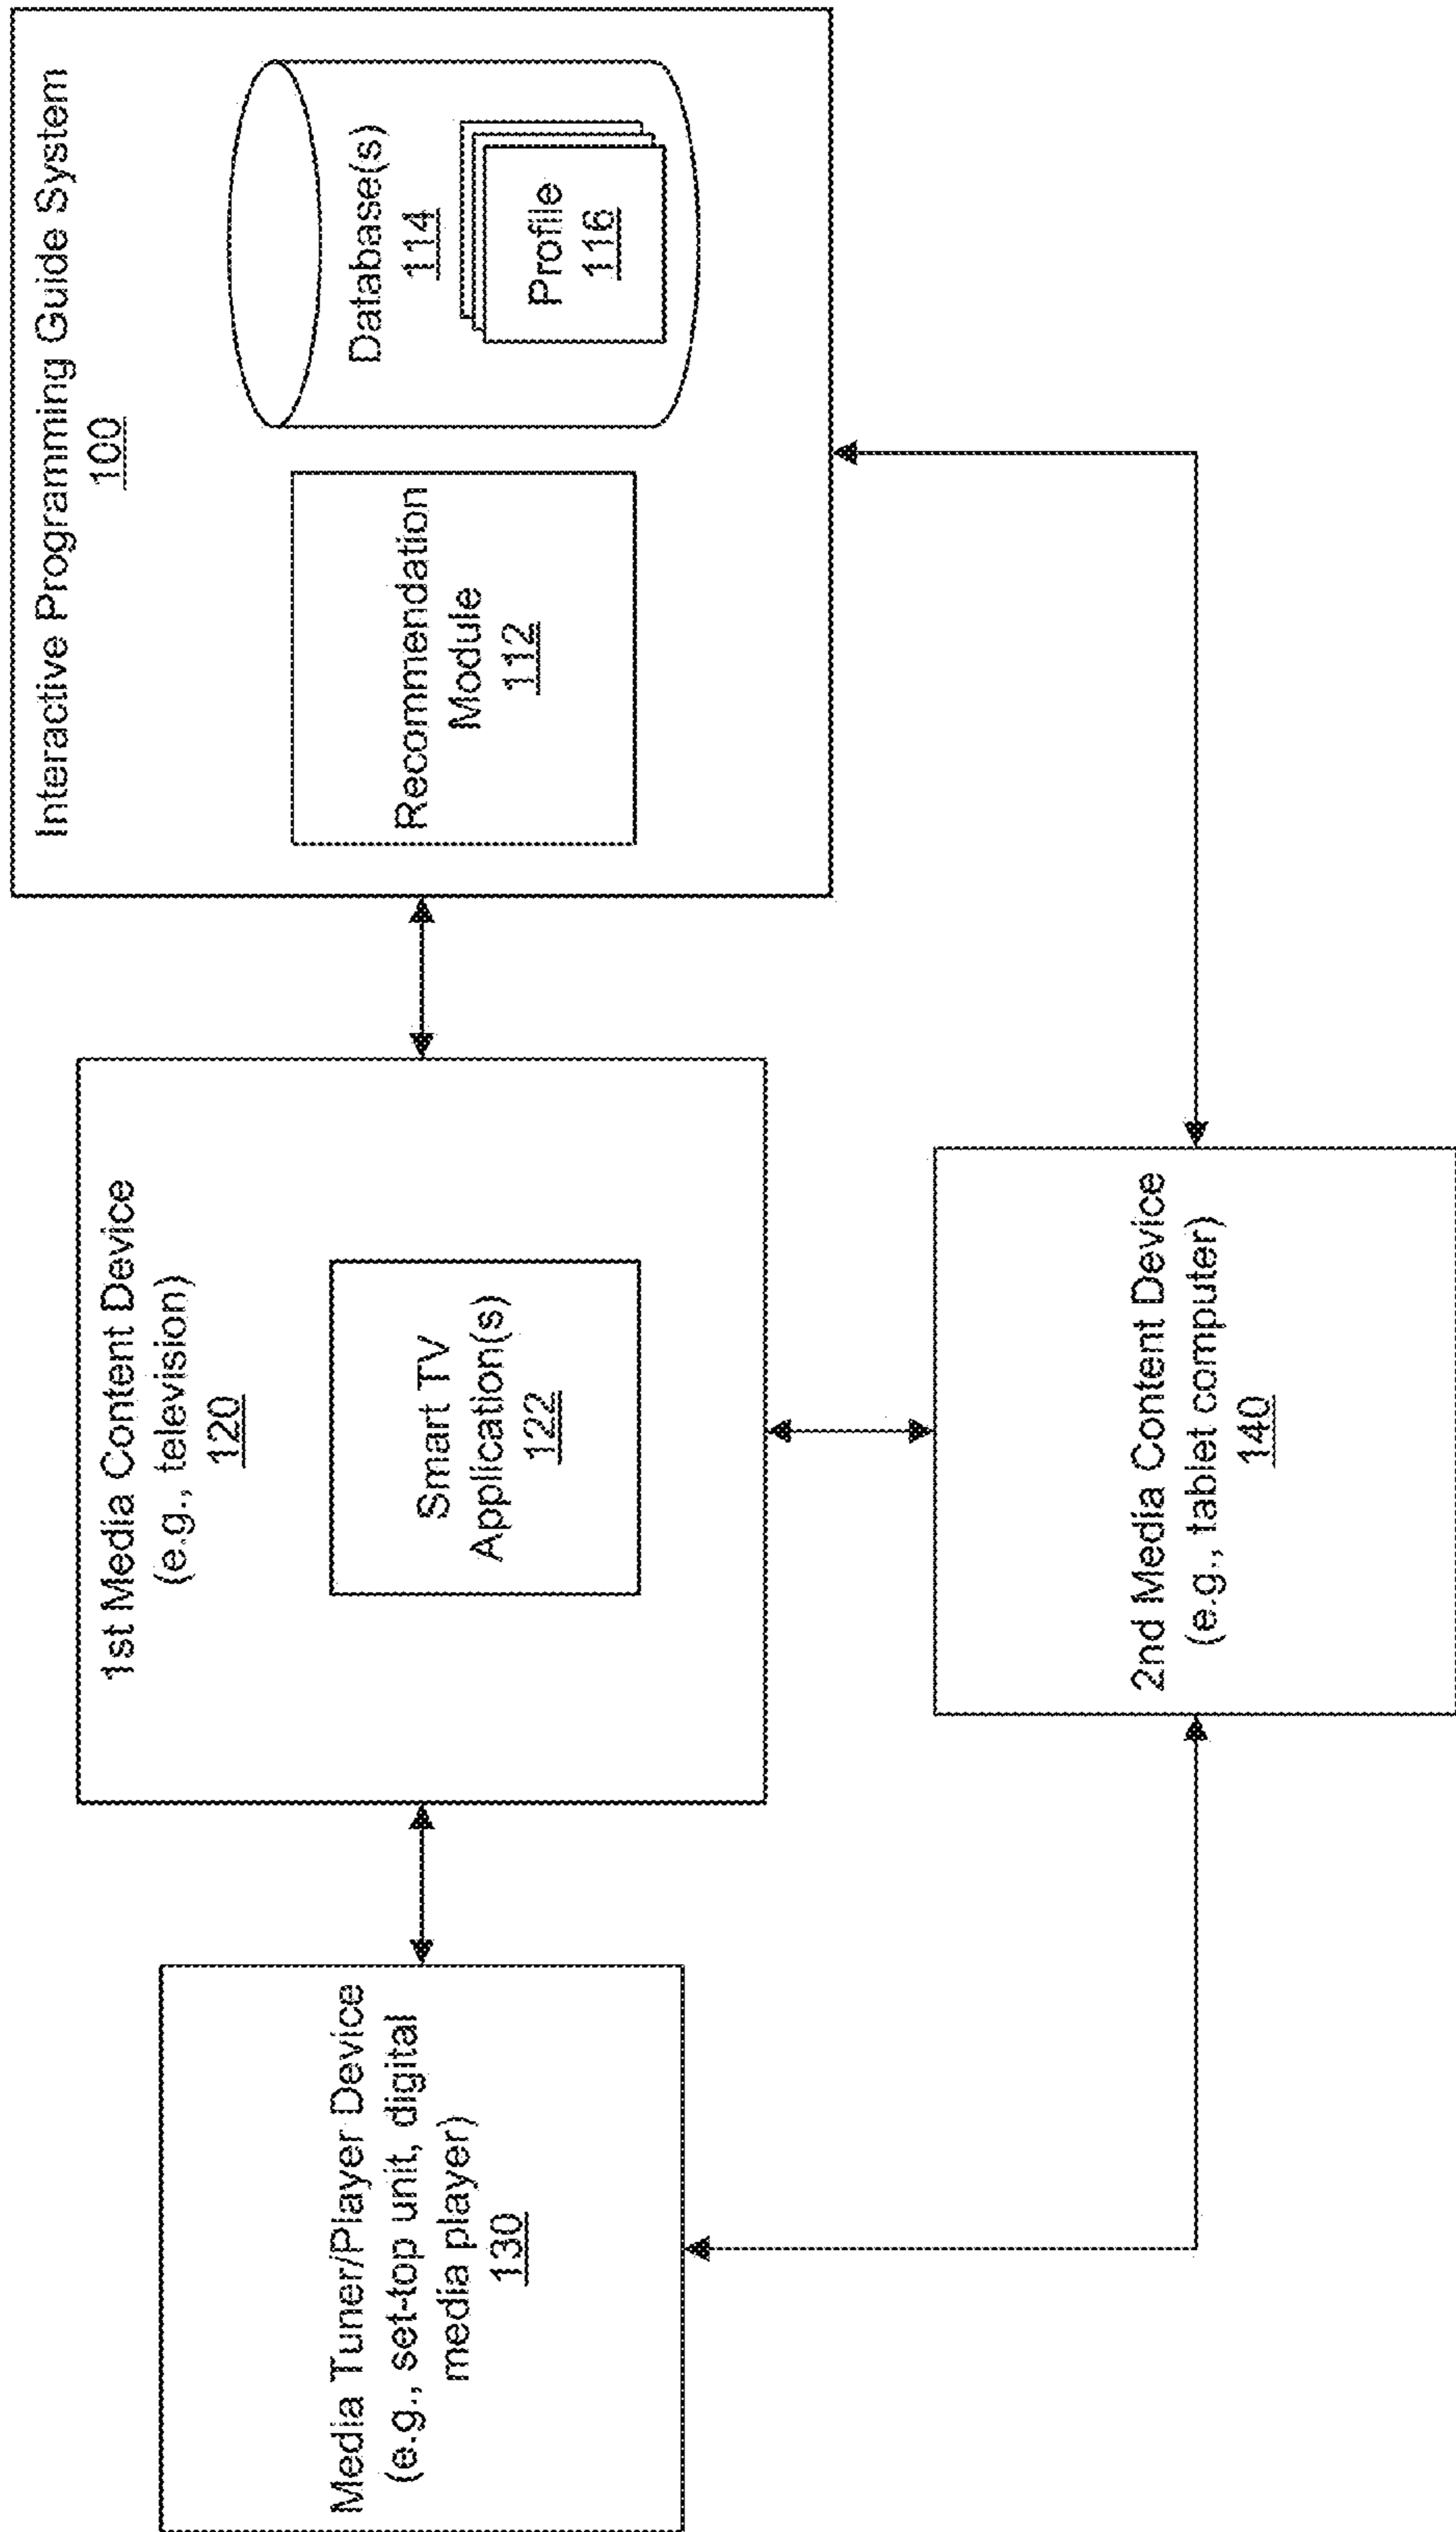 Media Tuner/Player Device
(e.g., set-top unit, digital
media player)
130
1st Media Content Device
(e.g., television)
120
Smart TV
Application(s)
122
Interactive Programming Guide System
100
Recommendation
Module
112
Database(s)
114
Profile
116
2nd Media Content Device
(e.g., tablet computer)
140